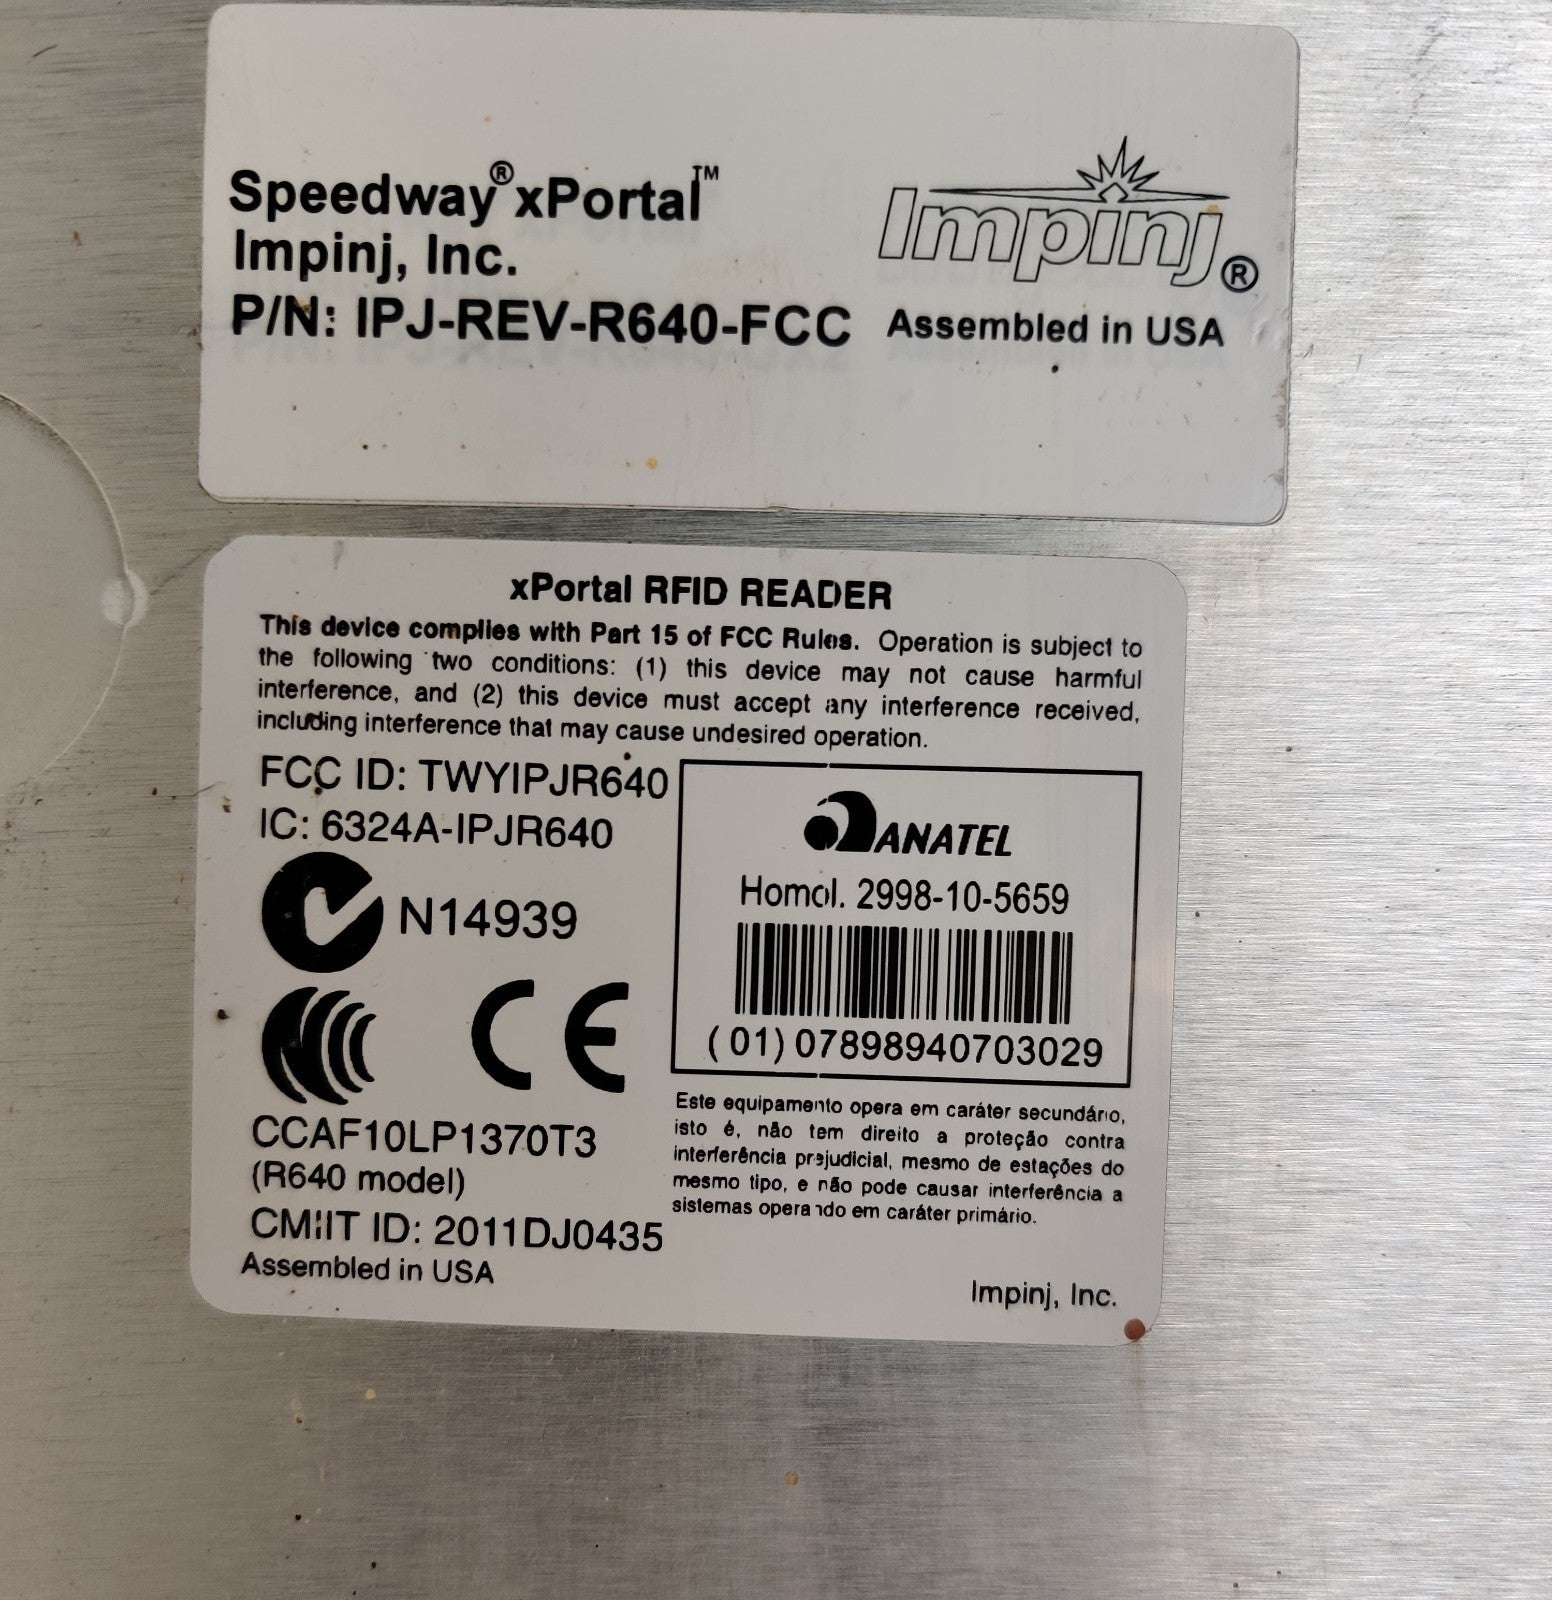 Speedway® xPortal™
Impinj, Inc.
P/N: IPJ-REV-R640-FCC
Impinj®
Assembled in USA
xPortal RFID READER
This device complies with Part 15 of FCC Rules. Operation is subject to
the following two conditions: (1) this device may not cause harmful
interference, and (2) this device must accept any interference received,
including interference that may cause undesired operation.
FCC ID: TWYIPJR640
IC: 6324A-IPJR640
N14939
CE
CCAF10LP1370T3
(R640 model)
CMIIT ID: 2011DJ0435
Assembled in USA
ANATEL
Homol. 2998-10-5659
(01)07898940703029
Este equipamento opera em caráter secundário,
isto é, não tem direito a proteção contra
interferência prejudicial, mesmo de estações do
mesmo tipo, e não pode causar interferência a
sistemas operando em caráter primário.
Impinj, Inc.